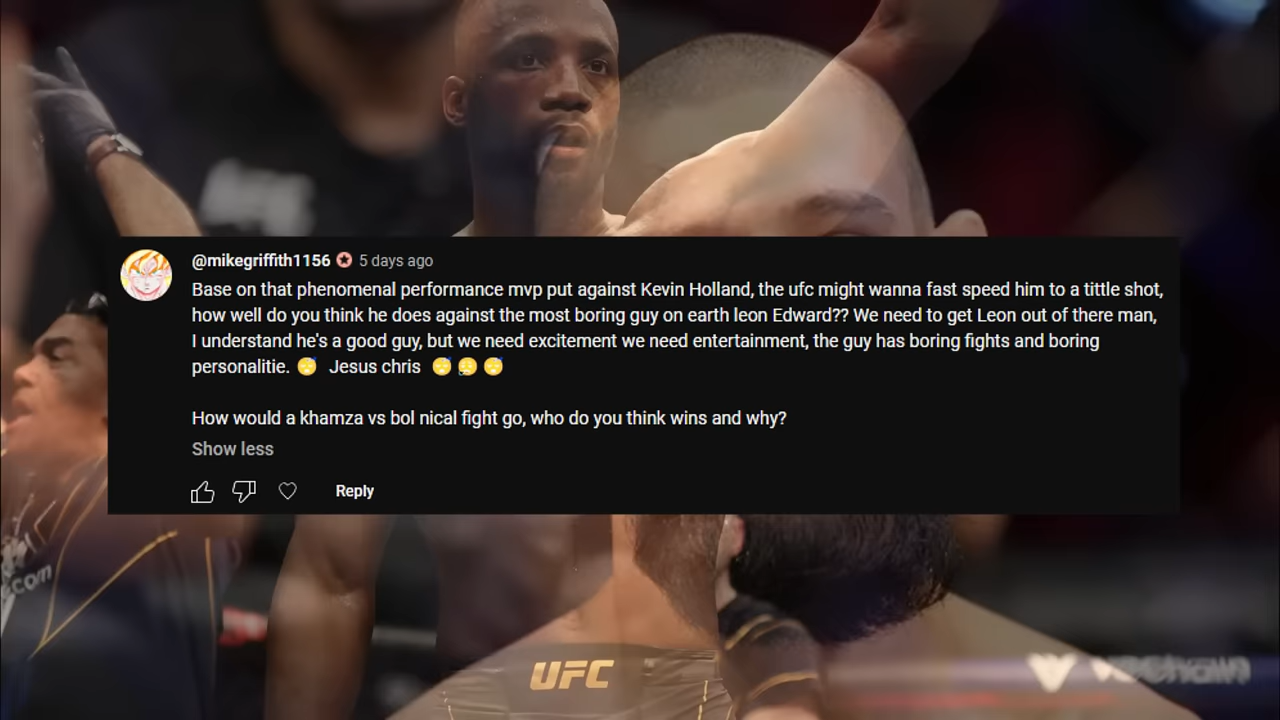 @mikegriffith1156 5 days ago
Base on that phenomenal performance mvp put against Kevin Holland, the ufc might wanna fast speed him to a tittle shot,
how well do you think he does against the most boring guy on earth leon Edward?? We need to get Leon out of there man,
I understand he's a good guy, but we need excitement we need entertainment, the guy has boring fights and boring
personalitie. 😴 Jesus chris 😴😪😴
How would a khamza vs bol nical fight go, who do you think wins and why?
Show less
Reply
.com
UFC